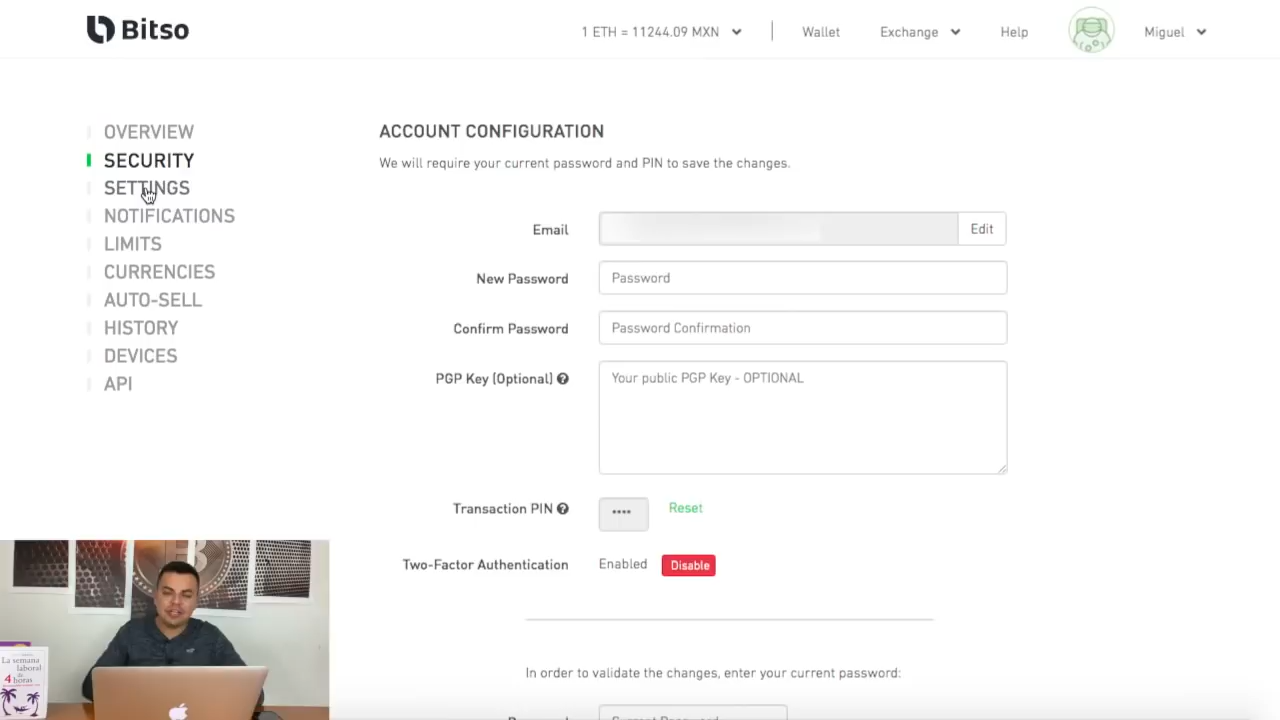 Bitso
1 ETH = 11244.09 MXN
Wallet
Exchange
Help
Miguel
OVERVIEW
SECURITY
SETTINGS
NOTIFICATIONS
LIMITS
CURRENCIES
AUTO-SELL
HISTORY
DEVICES
API
ACCOUNT CONFIGURATION
We will require your current password and PIN to save the changes.
Email
Edit
New Password
Password
Confirm Password
Password Confirmation
PGP Key [Optional]
Your public PGP Key - OPTIONAL
Transaction PIN
••••
Reset
Two-Factor Authentication
Enabled
Disable
In order to validate the changes, enter your current password:
La semana
laboral
de
4
horas